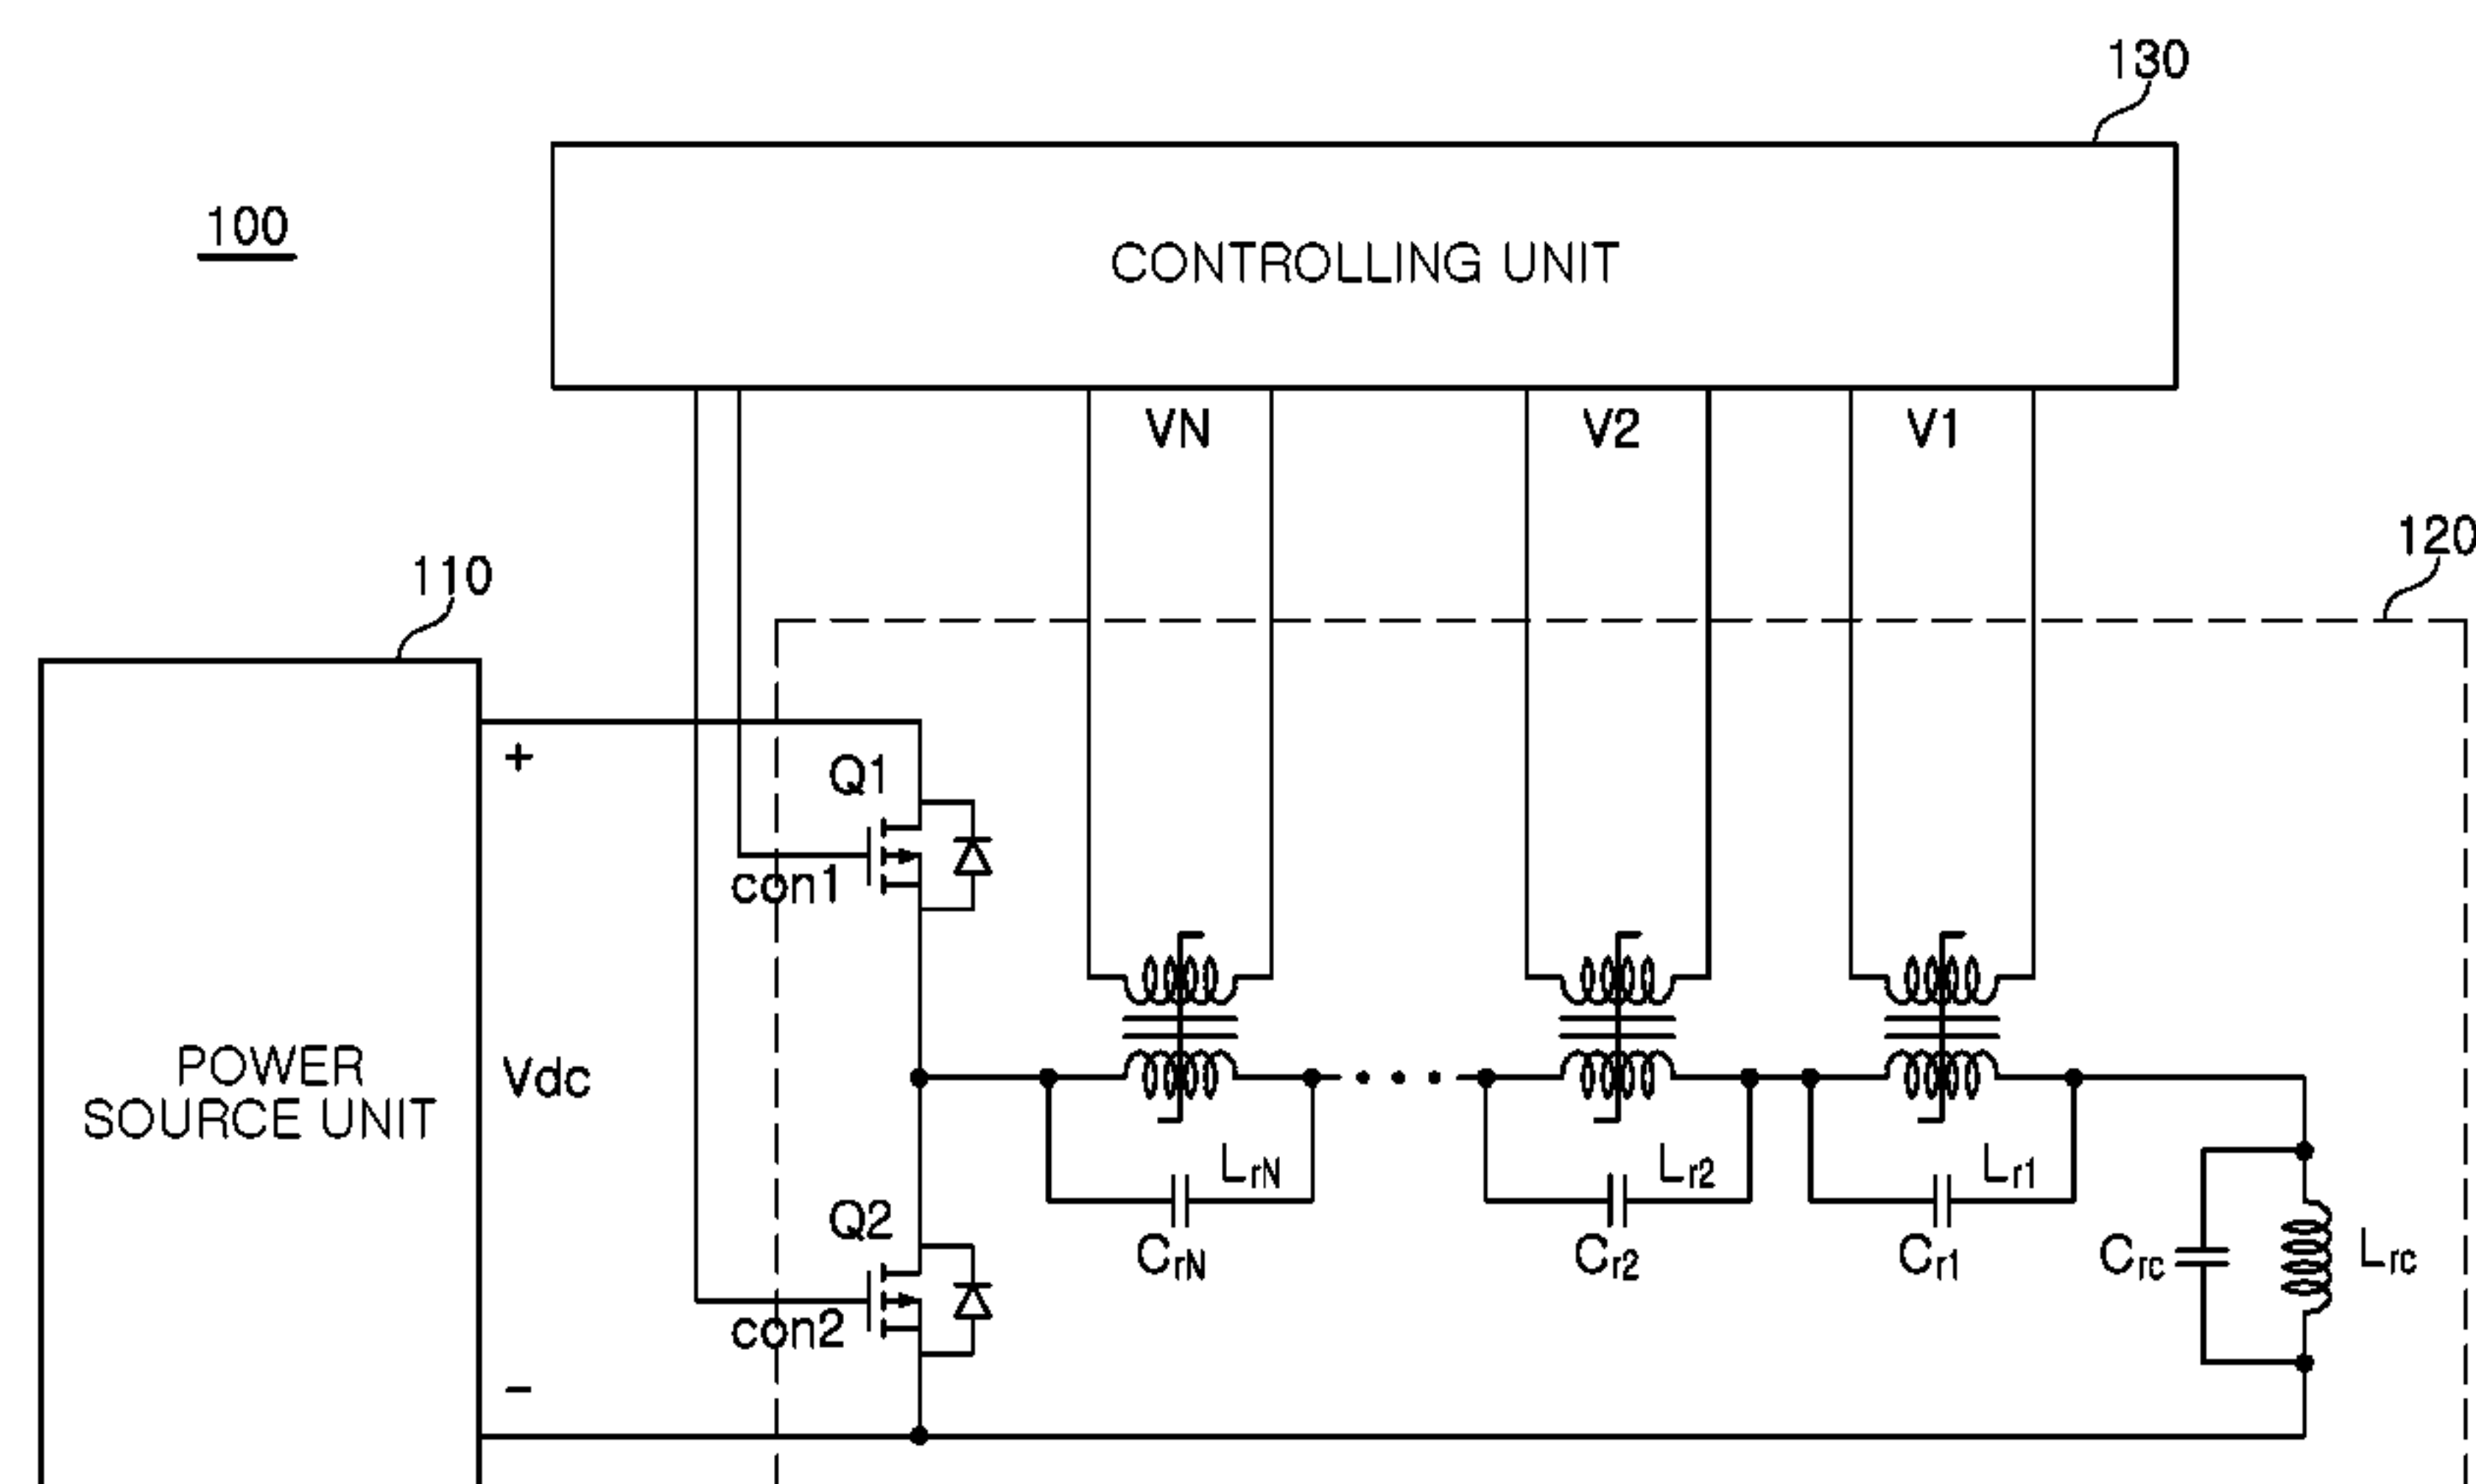 130
100
CONTROLLING UNIT
VN V2 V1
120
110
+
Q1
con1
POWER
SOURCE UNIT
Vdc
LrN Lr2 Lr1
Q2
CrN Cr2 Cr1 Crc Lrc
con2
−